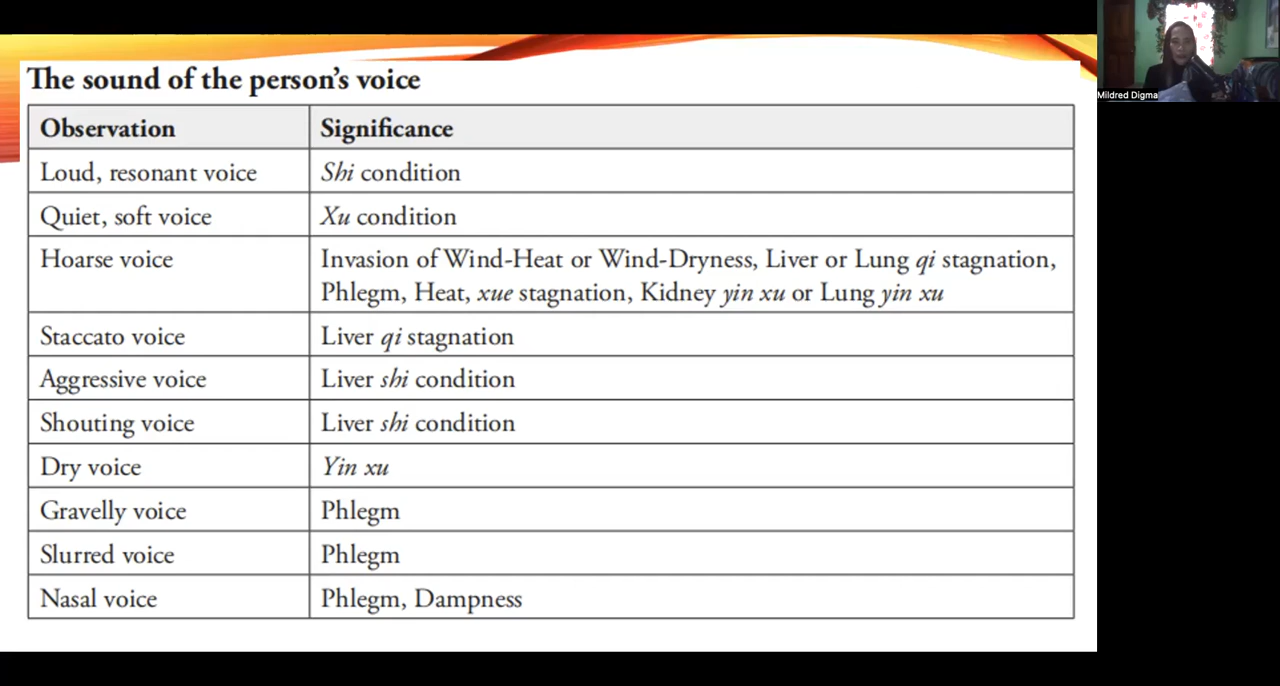 The sound of the person's voice
Observation Significance
Loud, resonant voice Shi condition
Quiet, soft voice Xu condition
Hoarse voice Invasion of Wind-Heat or Wind-Dryness, Liver or Lung qi stagnation,
Phlegm, Heat, xue stagnation, Kidney yin xu or Lung yin xu
Staccato voice Liver qi stagnation
Aggressive voice Liver shi condition
Shouting voice Liver shi condition
Dry voice Yin xu
Gravelly voice Phlegm
Slurred voice Phlegm
Nasal voice Phlegm, Dampness
Mildred Digma